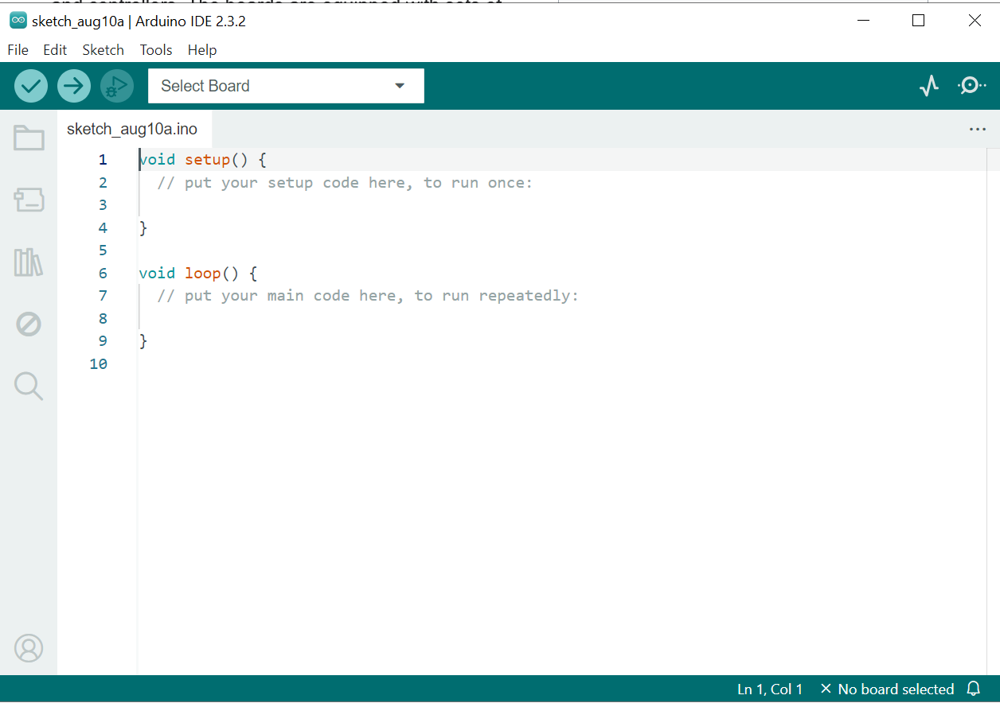 sketch_aug10a | Arduino IDE 2.3.2
File Edit Sketch Tools Help
Select Board
sketch_aug10a.ino
1 void setup() {
2 // put your setup code here, to run once:
3
4 }
5
6 void loop() {
7 // put your main code here, to run repeatedly:
8
9 }
10
Ln 1, Col 1 × No board selected